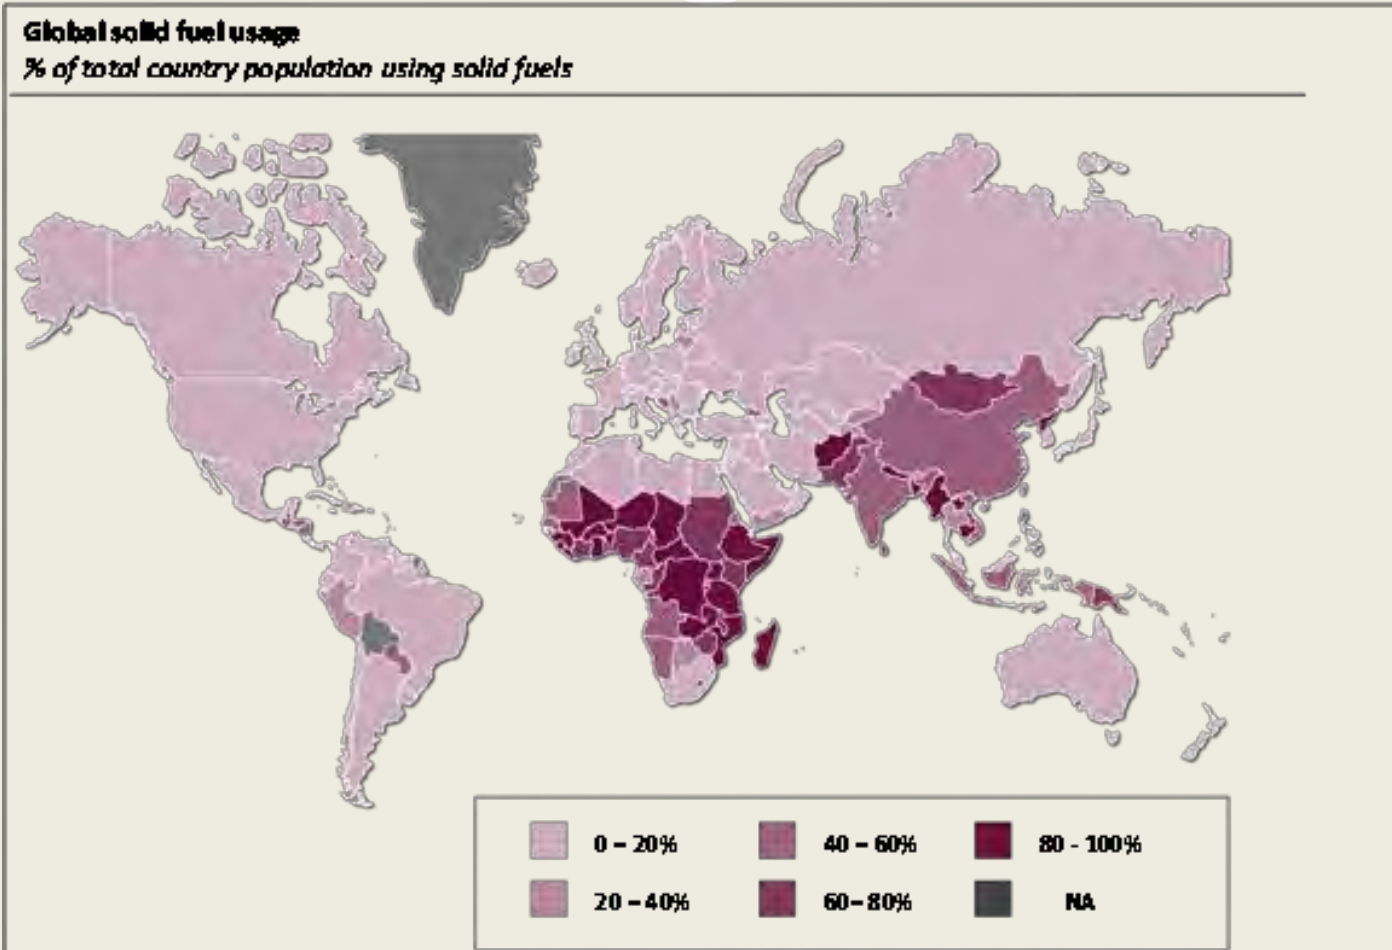 Global solid fuel usage
% of total country population using solid fuels
0 – 20%
40 – 60%
80 - 100%
20 – 40%
60– 80%
NA